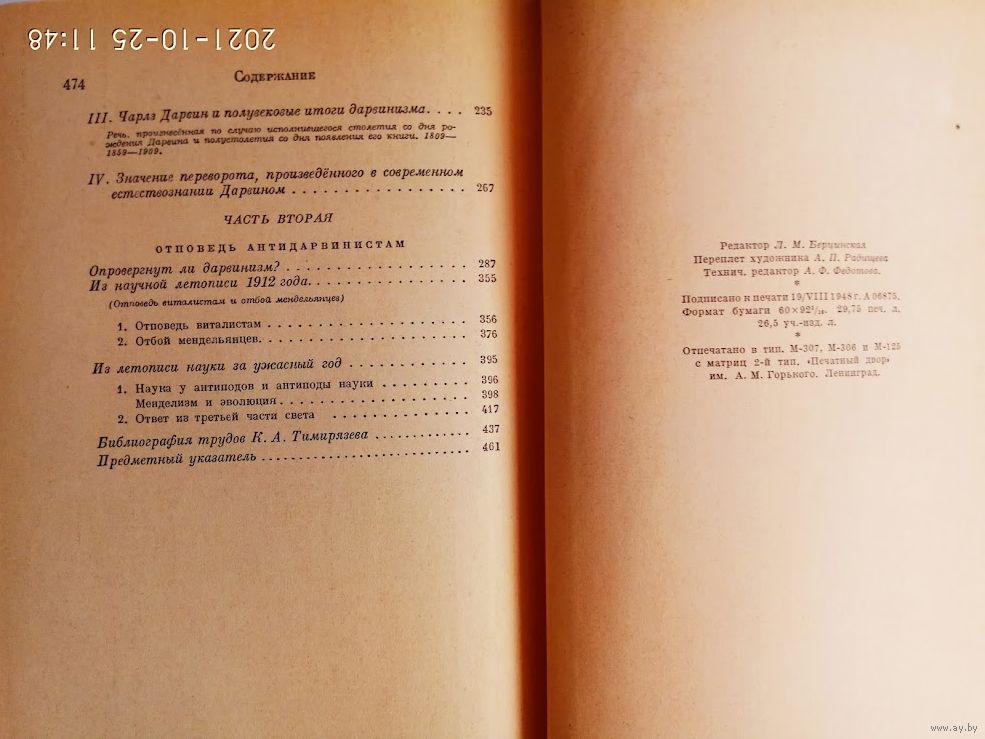 2021-10-25 11:48
474
Содержание
III. Чарлз Дарвин и полувековые итоги дарвинизма. . . . 235
Речь, произнесённая по случаю исполнившегося столетия со дня ро-
ждения Дарвина и полустолетия со дня появления его книги. 1809—
1859—1909.
IV. Значение переворота, произведённого в современном
естествознании Дарвином . . . . . . . . . . . . . . . . . 267
ЧАСТЬ ВТОРАЯ
ОТПОВЕДЬ АНТИДАРВИНИСТАМ
Опровергнут ли дарвинизм? . . . . . . . . . . . . . . . . . 287
Из научной летописи 1912 года. . . . . . . . . . . . . . . 355
(Отповедь виталистам и отбой мендельянцев)
1. Отповедь виталистам . . . . . . . . . . . . . . . . . . . 356
2. Отбой мендельянцев. . . . . . . . . . . . . . . . . . . . 376
Из летописи науки за ужасный год . . . . . . . . . . . . 395
1. Наука у антиподов и антиподы науки . . . . . . . . . 396
Менделизм и эволюция . . . . . . . . . . . . . . . . . . 398
2. Ответ из третьей части света . . . . . . . . . . . . . . 417
Библиография трудов К. А. Тимирязева . . . . . . . . . . 437
Предметный указатель . . . . . . . . . . . . . . . . . . . . 461
Редактор Л. М. Берцинская
Переплет художника А. П. Радищева
Технич. редактор А. Ф. Федотова.
*
Подписано к печати 19/VIII 1948 г. А 06875.
Формат бумаги 60×92¹/₁₆. 29,75 печ. л.
26,5 уч.-изд. л.
*
Отпечатано в тип. М-307, М-306 и М-125
с матриц 2-й тип. «Печатный двор»
им. А. М. Горького. Ленинград.
www.ay.by